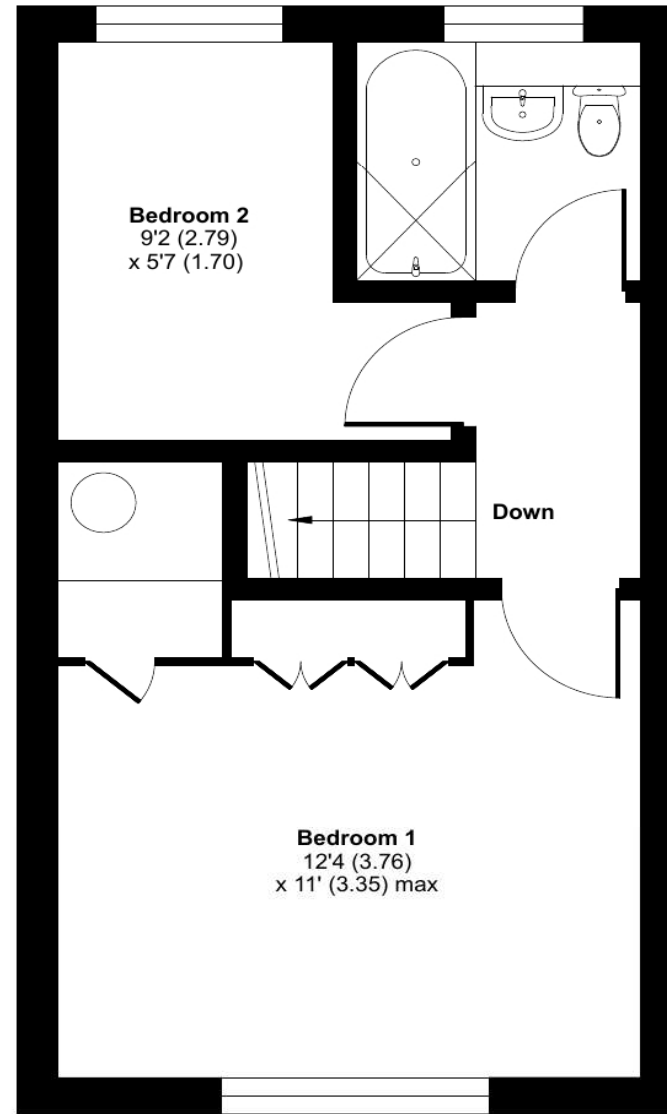 Bedroom 2
9'2 (2.79)
x 5'7 (1.70)
Down
Bedroom 1
12'4 (3.76)
x 11' (3.35) max